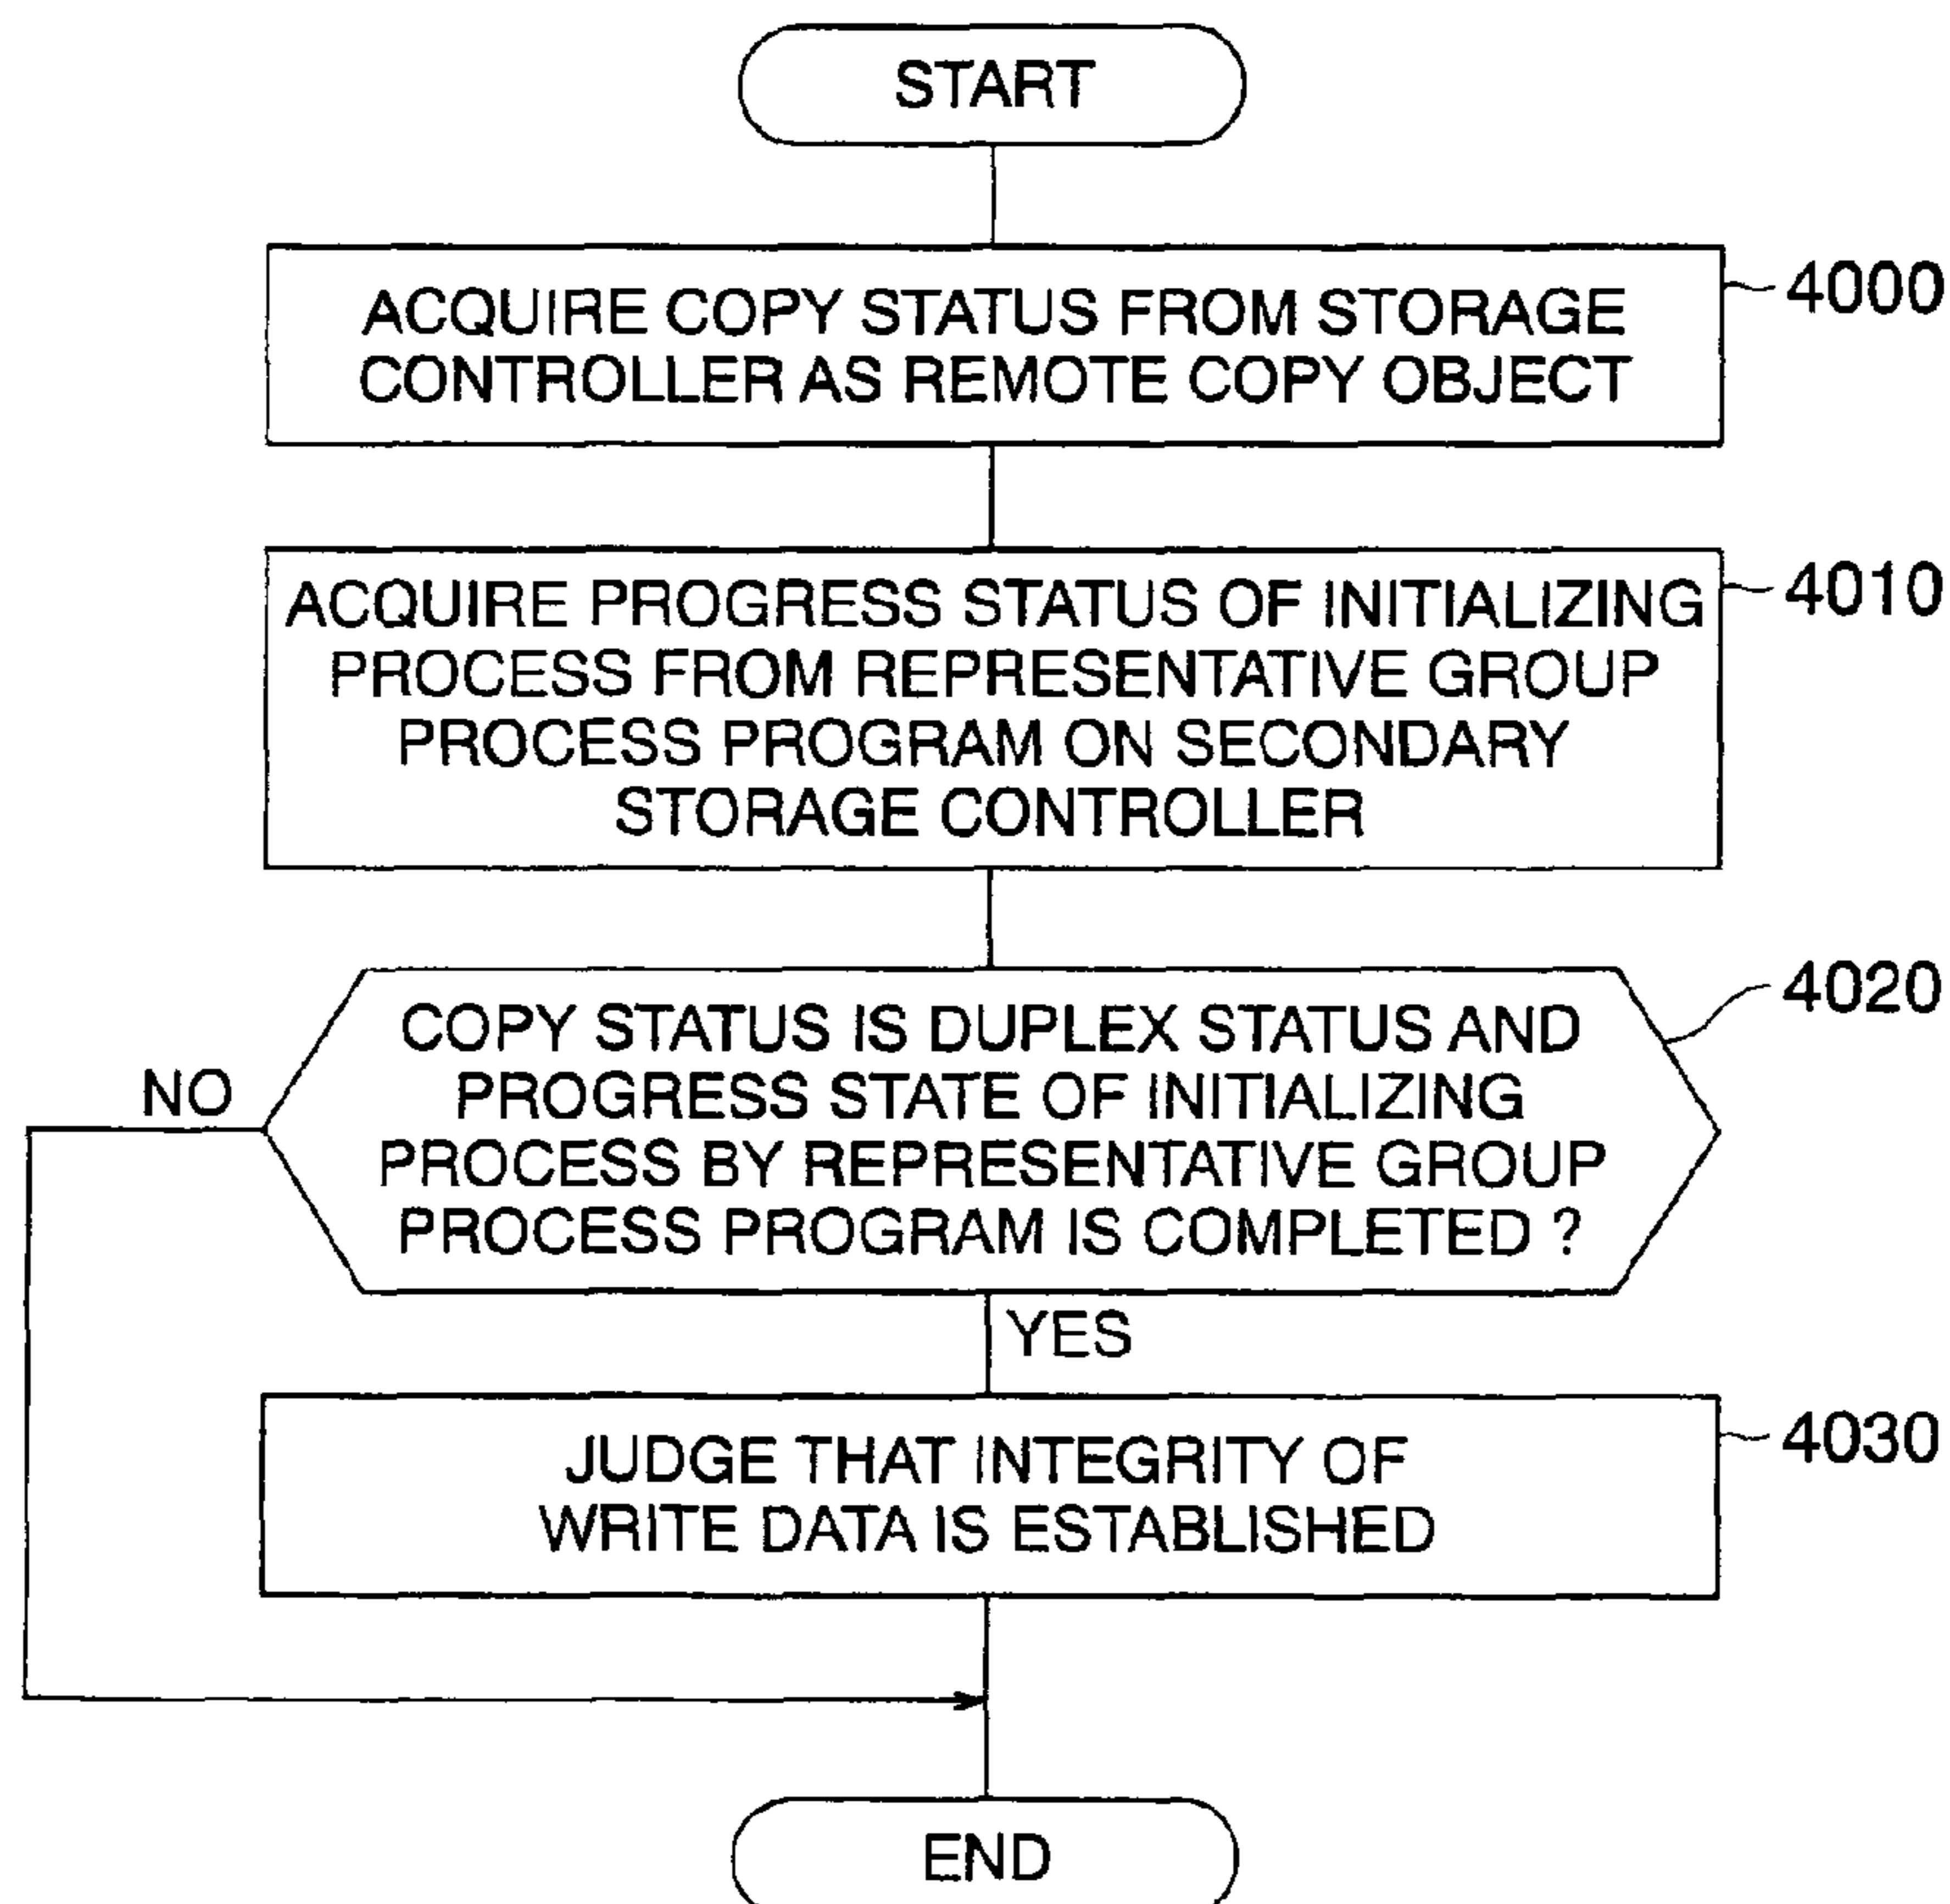 START
ACQUIRE COPY STATUS FROM STORAGE
CONTROLLER AS REMOTE COPY OBJECT
4000
ACQUIRE PROGRESS STATUS OF INITIALIZING
PROCESS FROM REPRESENTATIVE GROUP
PROCESS PROGRAM ON SECONDARY
STORAGE CONTROLLER
4010
COPY STATUS IS DUPLEX STATUS AND
PROGRESS STATE OF INITIALIZING
PROCESS BY REPRESENTATIVE GROUP
PROCESS PROGRAM IS COMPLETED ?
4020
NO
YES
JUDGE THAT INTEGRITY OF
WRITE DATA IS ESTABLISHED
4030
END